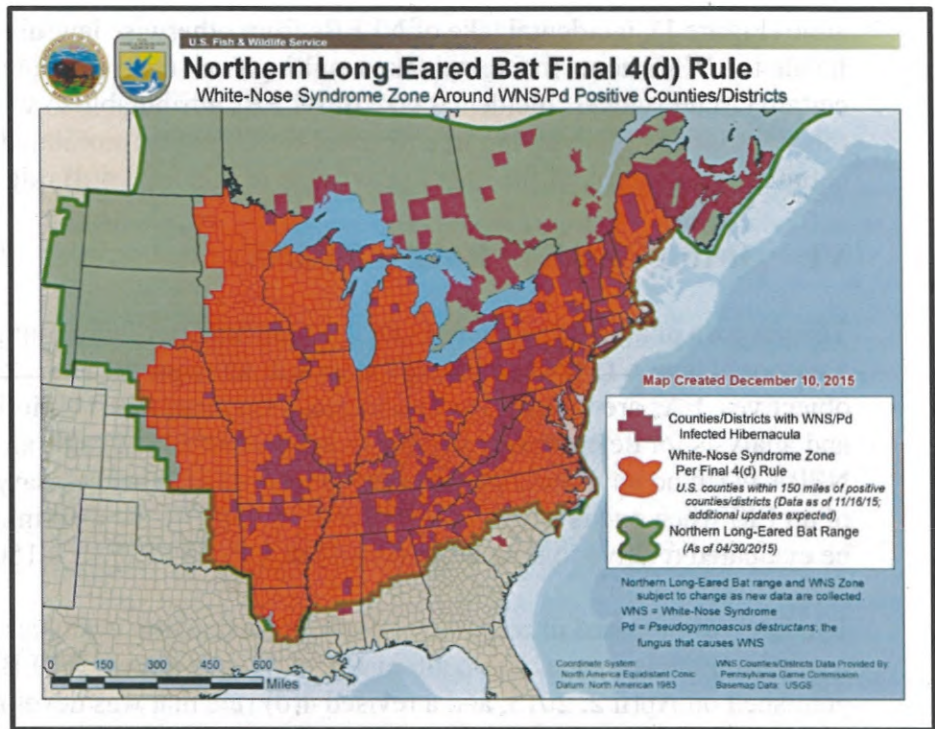 U.S. Fish & Wildlife Service
Northern Long-Eared Bat Final 4(d) Rule
White-Nose Syndrome Zone Around WNS/Pd Positive Counties/Districts
Map Created December 10, 2015
Counties/Districts with WNS/Pd
Infected Hibernacula
White-Nose Syndrome Zone
Per Final 4(d) Rule
U.S. counties within 150 miles of positive
counties/districts (Data as of 11/16/15;
additional updates expected)
Northern Long-Eared Bat Range
(As of 04/30/2015)
Northern Long-Eared Bat range and WNS Zone
subject to change as new data are collected.
WNS = White-Nose Syndrome
Pd = Pseudogymnoascus destructans; the
fungus that causes WNS
0 150 300 450 600
Miles
Coordinate System:
North America Equidistant Conic
Datum: North American 1983
WNS Counties/Districts Data Provided By:
Pennsylvania Game Commission
Basemap Data: USGS